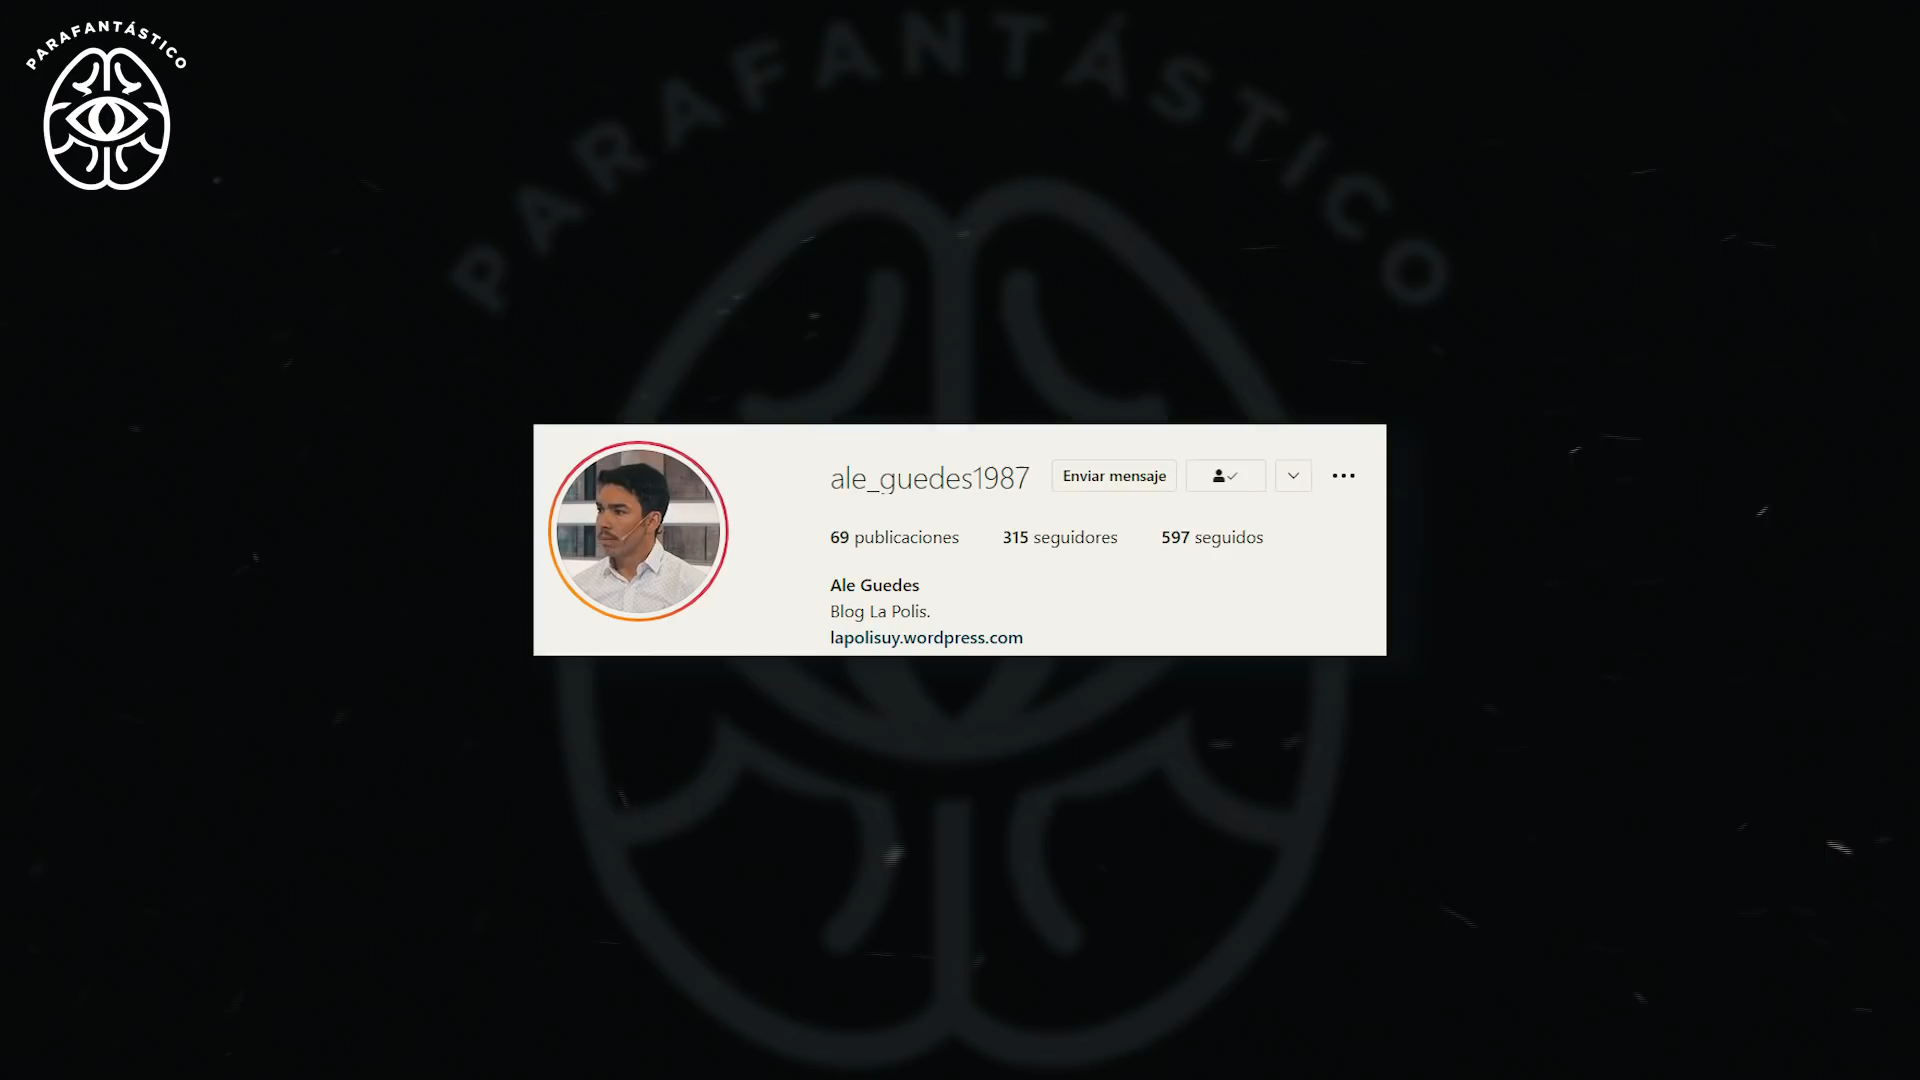 PARAFANTÁSTICO
PARAFANTÁSTICO
ale_guedes1987
Enviar mensaje
69 publicaciones 315 seguidores 597 seguidos
Ale Guedes
Blog La Polis.
lapolisuy.wordpress.com